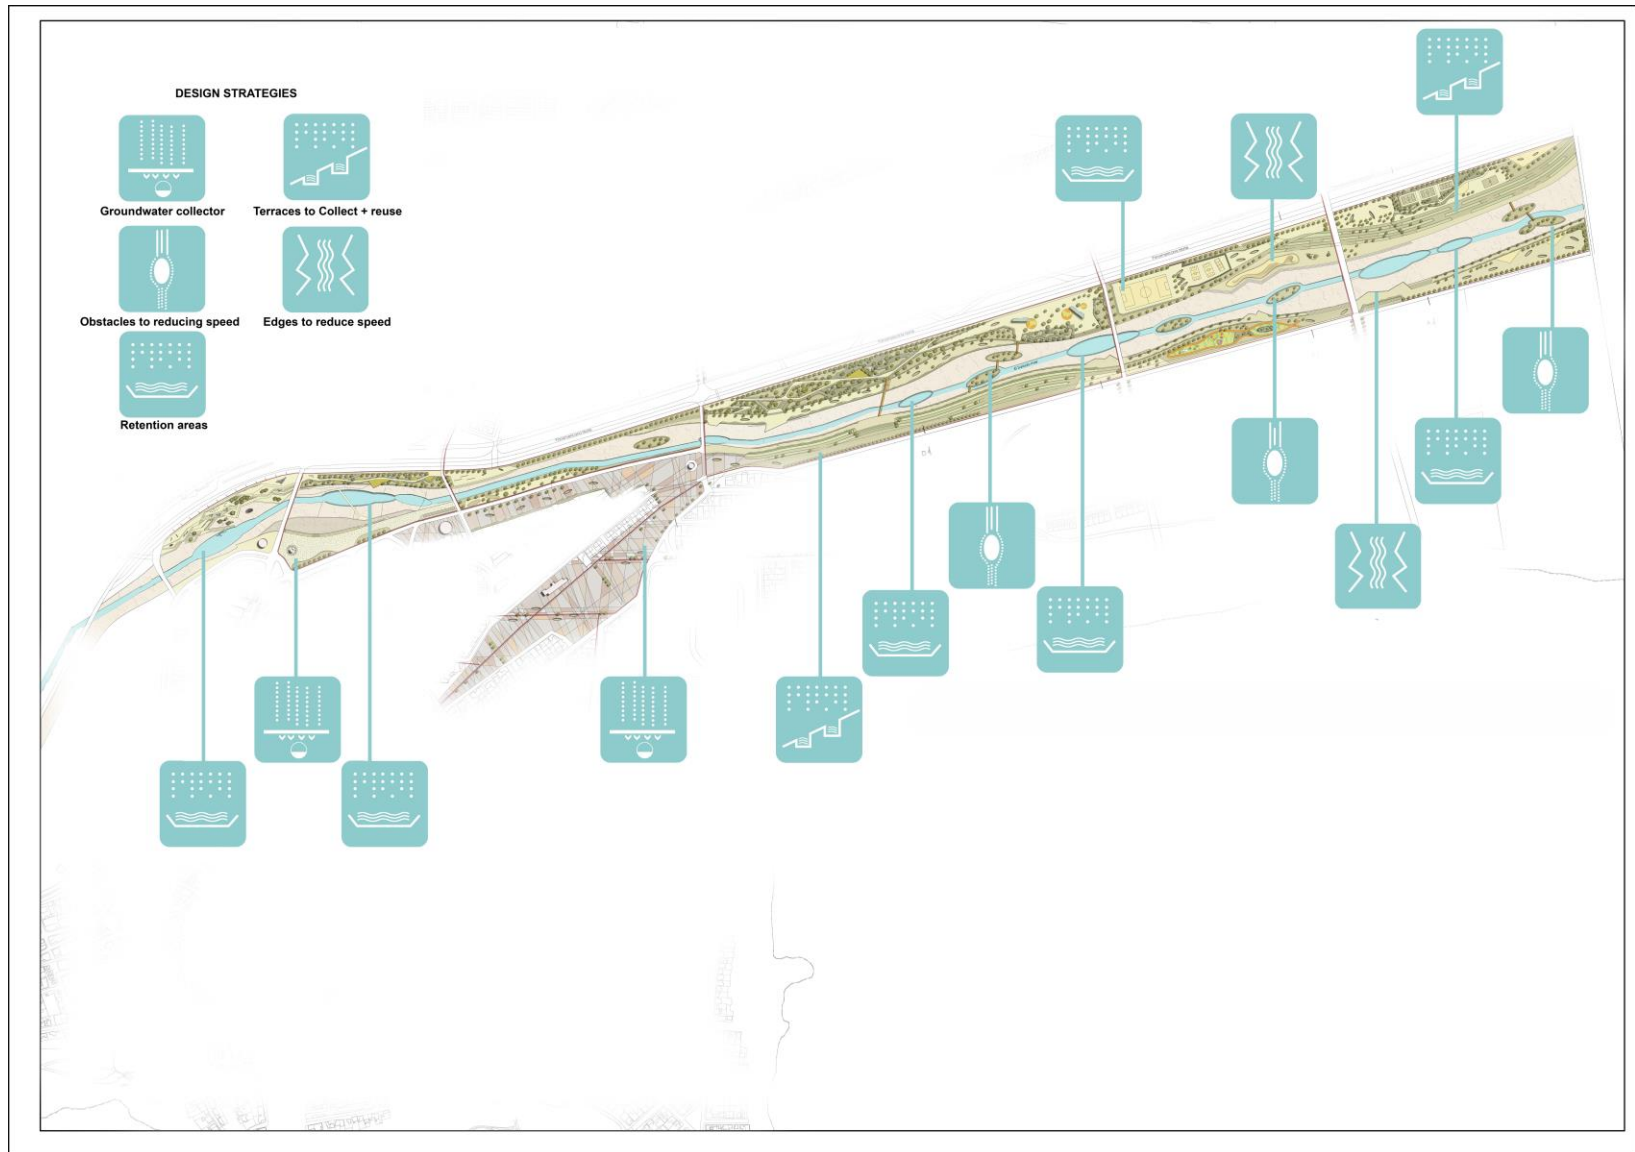 DESIGN STRATEGIES
Groundwater collector
Terraces to Collect + reuse
Obstacles to reducing speed
Edges to reduce speed
Retention areas